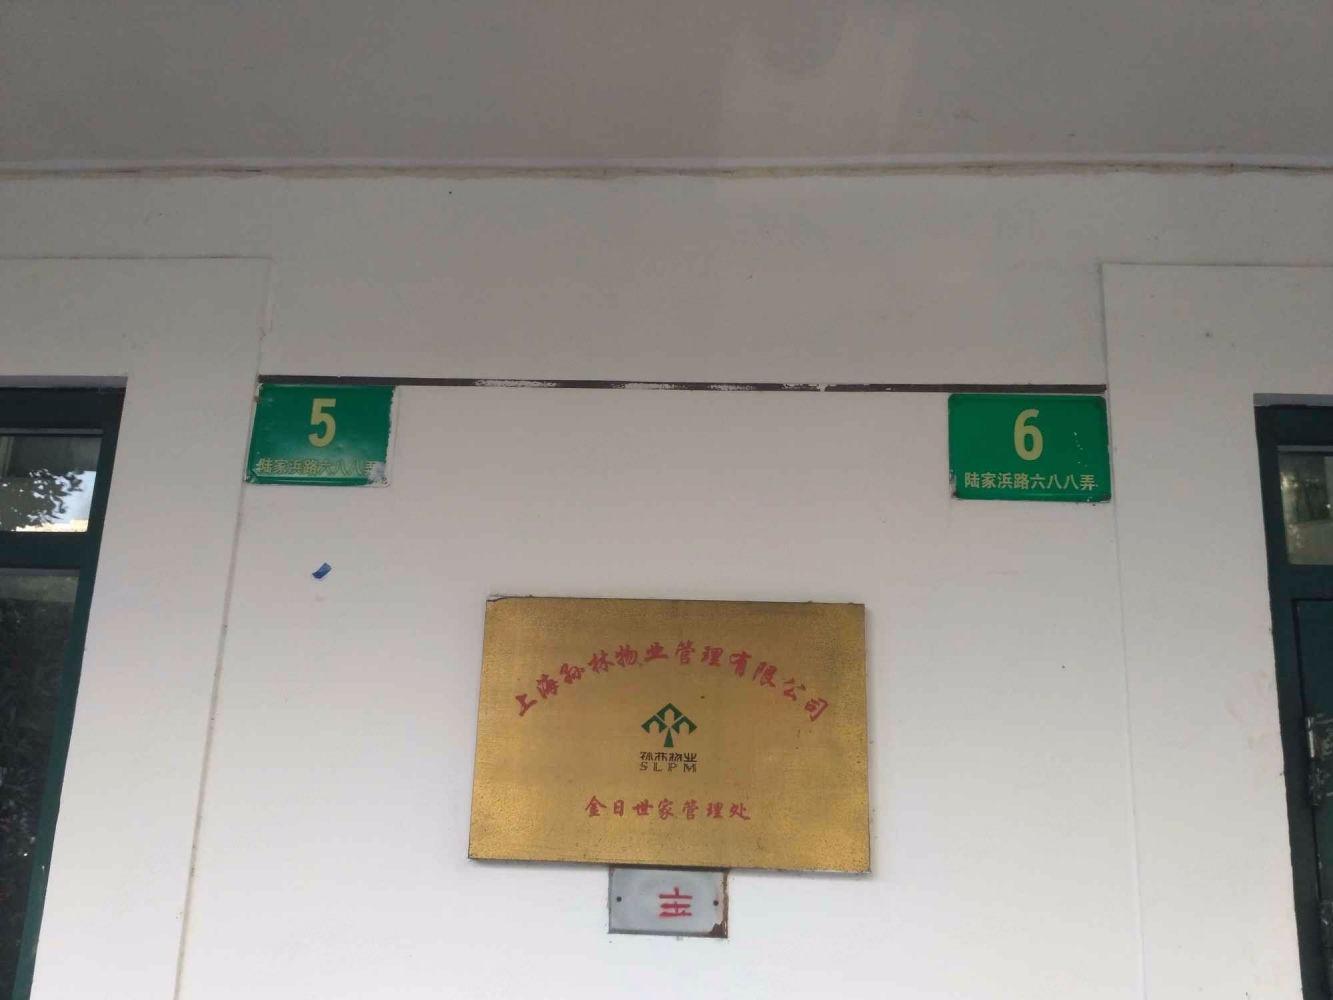 5
陆家浜路六八八弄
6
陆家浜路六八八弄
上海孙林物业管理有限公司
孙林物业
SLPM
金日世家管理处